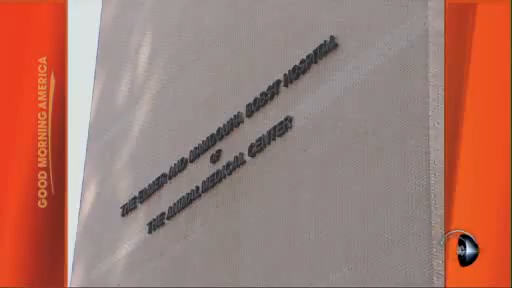 GOOD MORNING AMERICA
THE ELMER AND MAMDOUHA BOBST HOSPITAL
OF
THE ANIMAL MEDICAL CENTER